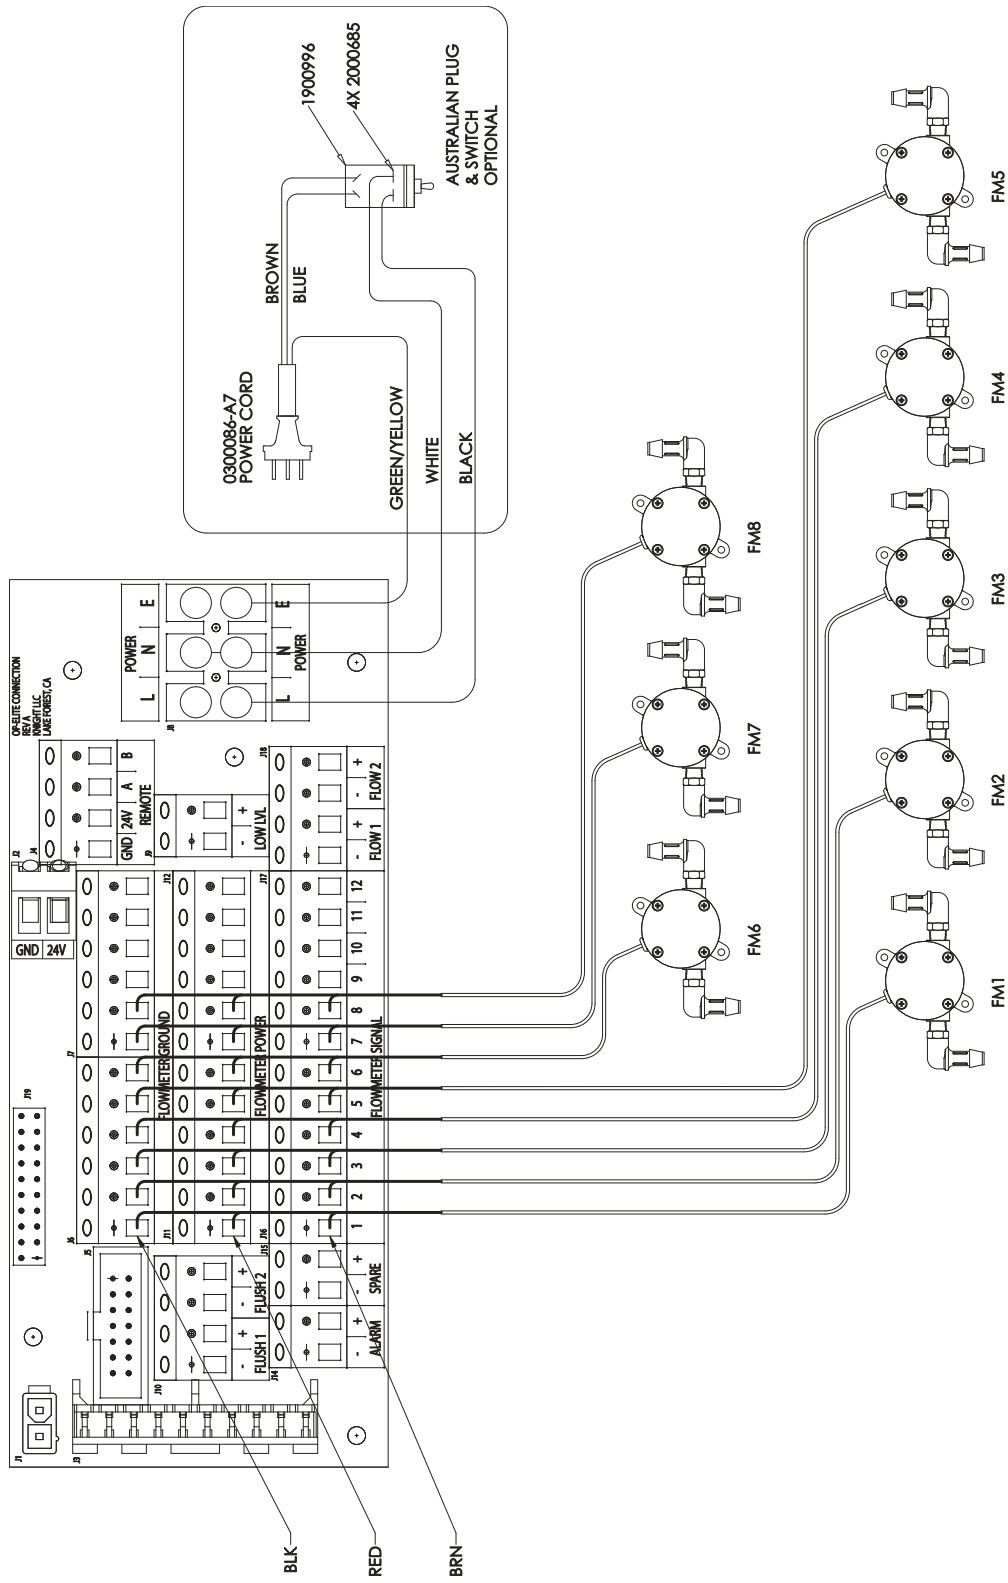 OP-ELITE CONNECTION
REV A
KNIGHT LLC
LAKE FOREST, CA
J1
J2
J3
J4
J5
J6
J7
J8
J9
J10
J11
J12
J14
J15
J16
J17
J18
J19
GND 24V
GND 24V A B
REMOTE
- +
LOW LVL
POWER
L N E
L N E
POWER
FLOWMETER GROUND
FLOWMETER POWER
- + - +
FLUSH 1 FLUSH 2
- + - + 1 2 3 4 5 6 7 8 9 10 11 12 - + - +
ALARM SPARE FLOWMETER SIGNAL FLOW 1 FLOW 2
BLK
RED
BRN
0300086-A7
POWER CORD
BROWN
BLUE
GREEN/YELLOW
WHITE
BLACK
1900996
4X 2000685
AUSTRALIAN PLUG
& SWITCH
OPTIONAL
FM6
FM7
FM8
FM1
FM2
FM3
FM4
FM5